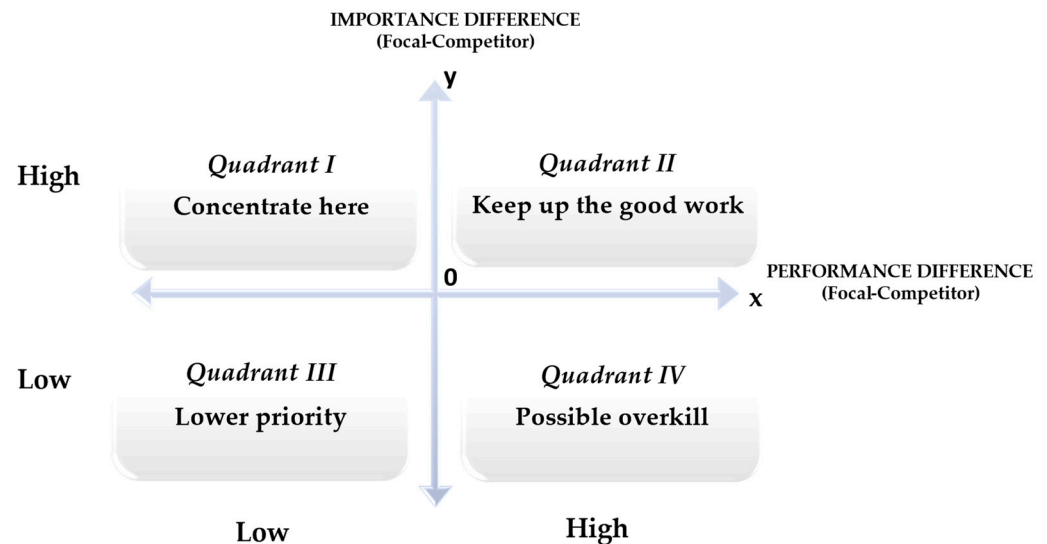 IMPORTANCE DIFFERENCE
(Focal-Competitor)
y
High
Quadrant I
Concentrate here
Quadrant II
Keep up the good work
0
PERFORMANCE DIFFERENCE
(Focal-Competitor)
x
Low
Quadrant III
Lower priority
Quadrant IV
Possible overkill
Low
High